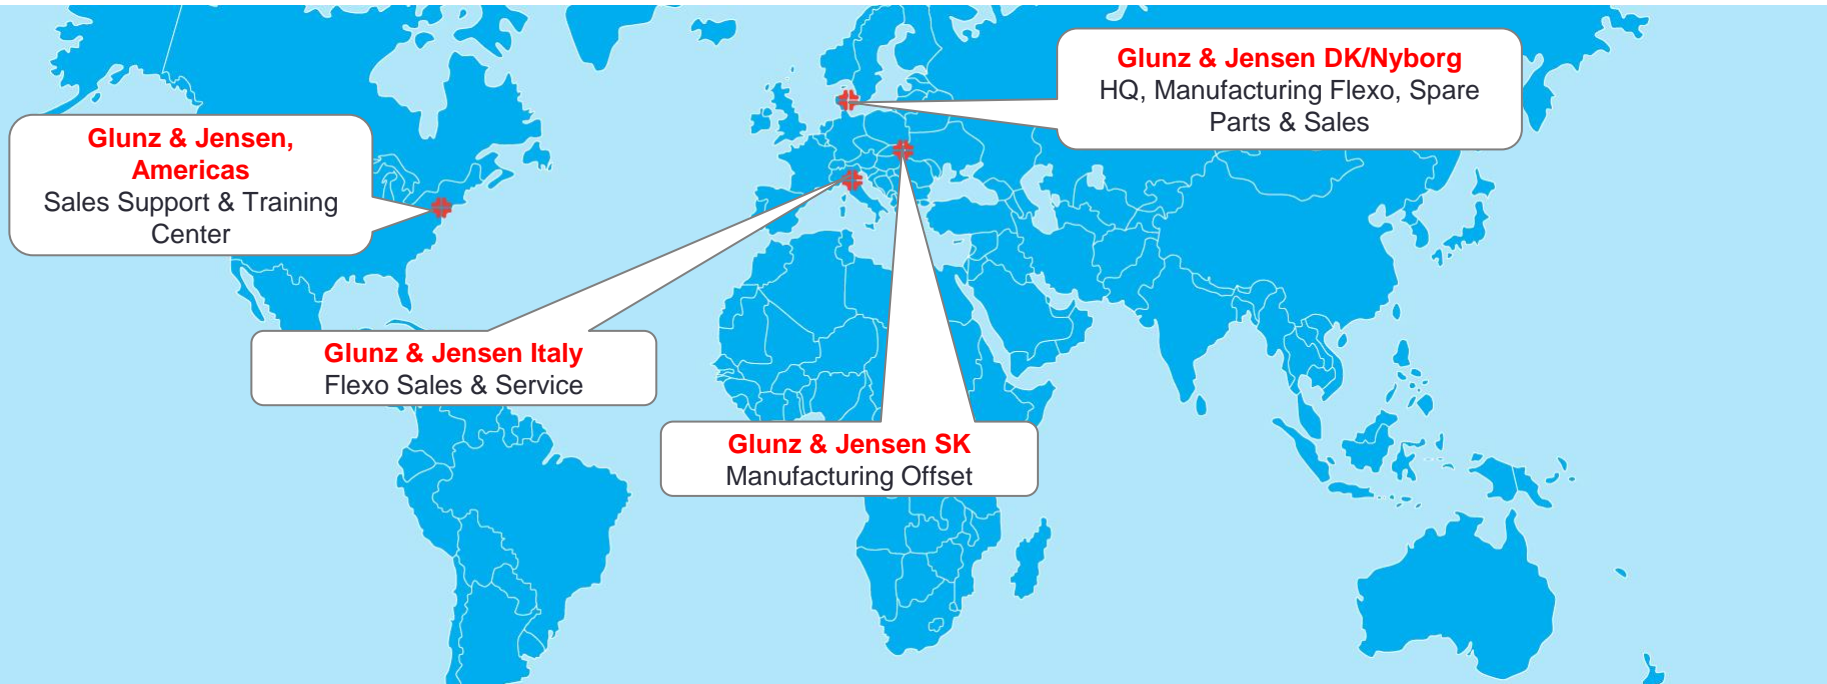 Glunz & Jensen DK/Nyborg
HQ, Manufacturing Flexo, Spare
Parts & Sales
Glunz & Jensen,
Americas
Sales Support & Training
Center
Glunz & Jensen Italy
Flexo Sales & Service
Glunz & Jensen SK
Manufacturing Offset